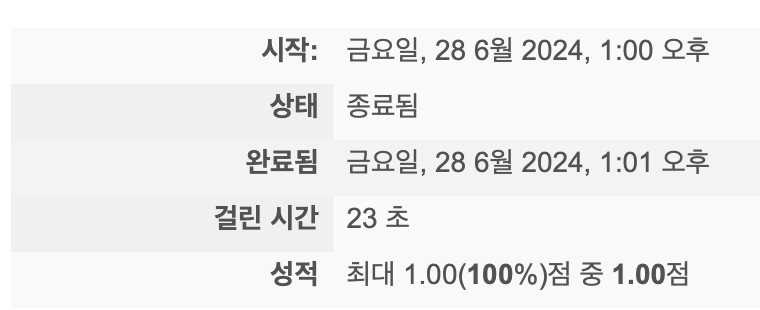 시작: 금요일, 28 6월 2024, 1:00 오후
상태 종료됨
완료됨 금요일, 28 6월 2024, 1:01 오후
걸린 시간 23 초
성적 최대 1.00(100%)점 중 1.00점